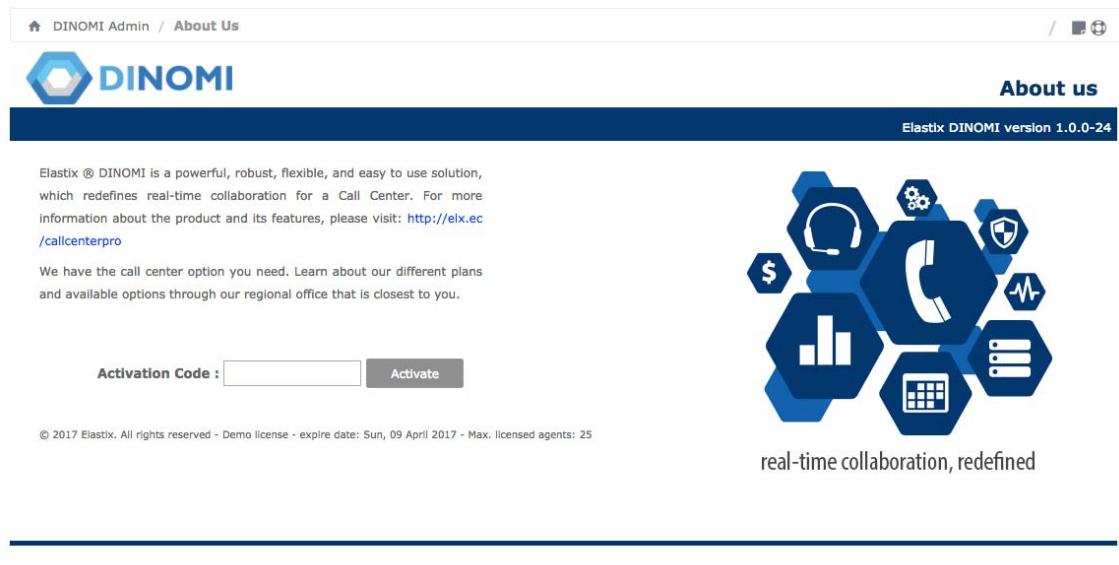 DINOMI Admin / About Us /
DINOMI
About us
Elastix DINOMI version 1.0.0-24
Elastix ® DINOMI is a powerful, robust, flexible, and easy to use solution,
which redefines real-time collaboration for a Call Center. For more
information about the product and its features, please visit: http://elx.ec
/callcenterpro
We have the call center option you need. Learn about our different plans
and available options through our regional office that is closest to you.
$
Activation Code : Activate
© 2017 Elastix. All rights reserved - Demo license - expire date: Sun, 09 April 2017 - Max. licensed agents: 25
real-time collaboration, redefined